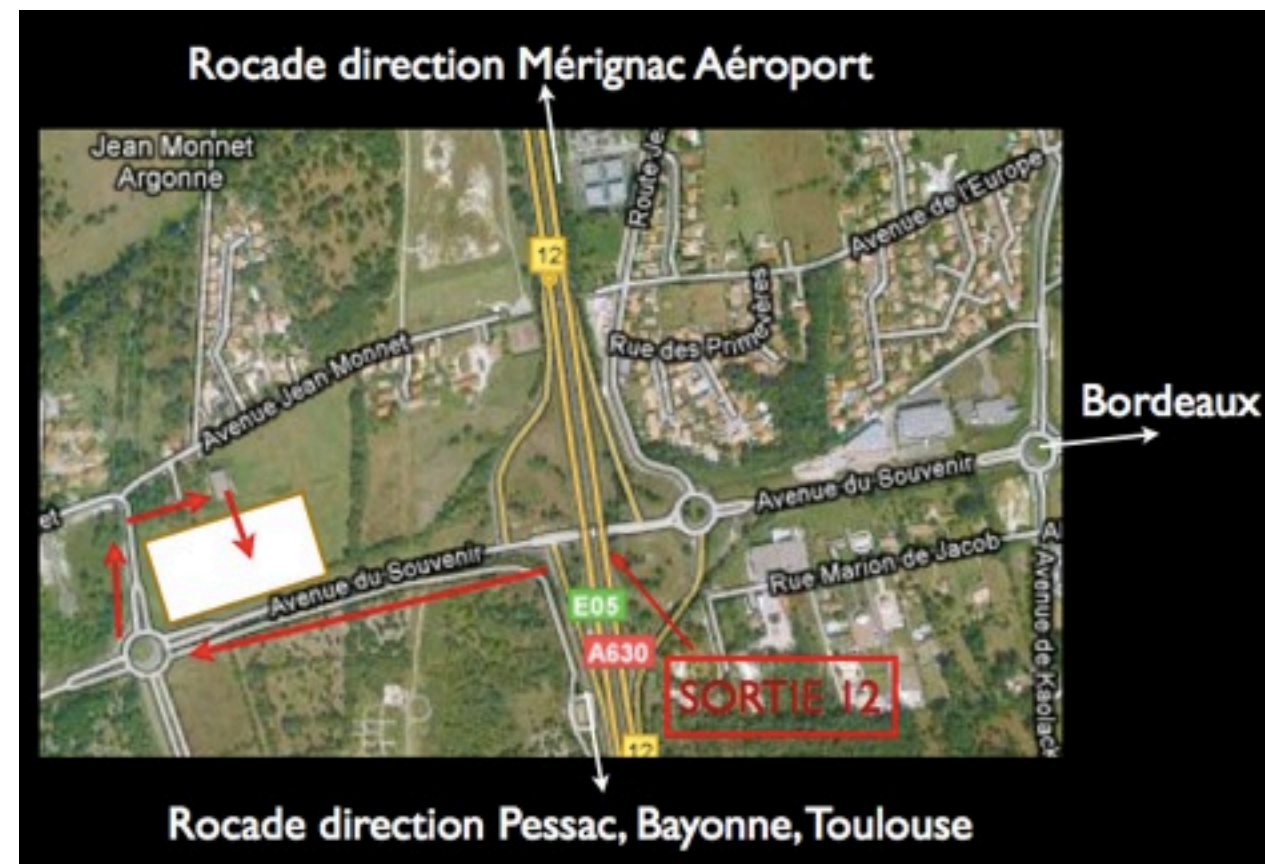 Rocade direction Mérignac Aéroport
Jean Monnet
Argonne
Route Je
Avenue de l'Europe
12
Rue des Primevères
Avenue Jean Monnet
Bordeaux
et
Avenue du Souvenir
Avenue du Souvenir
Rue Marion de Jacob
A
Avenue de Kaolack
E05
A630
SORTIE 12
12
Rocade direction Pessac, Bayonne, Toulouse